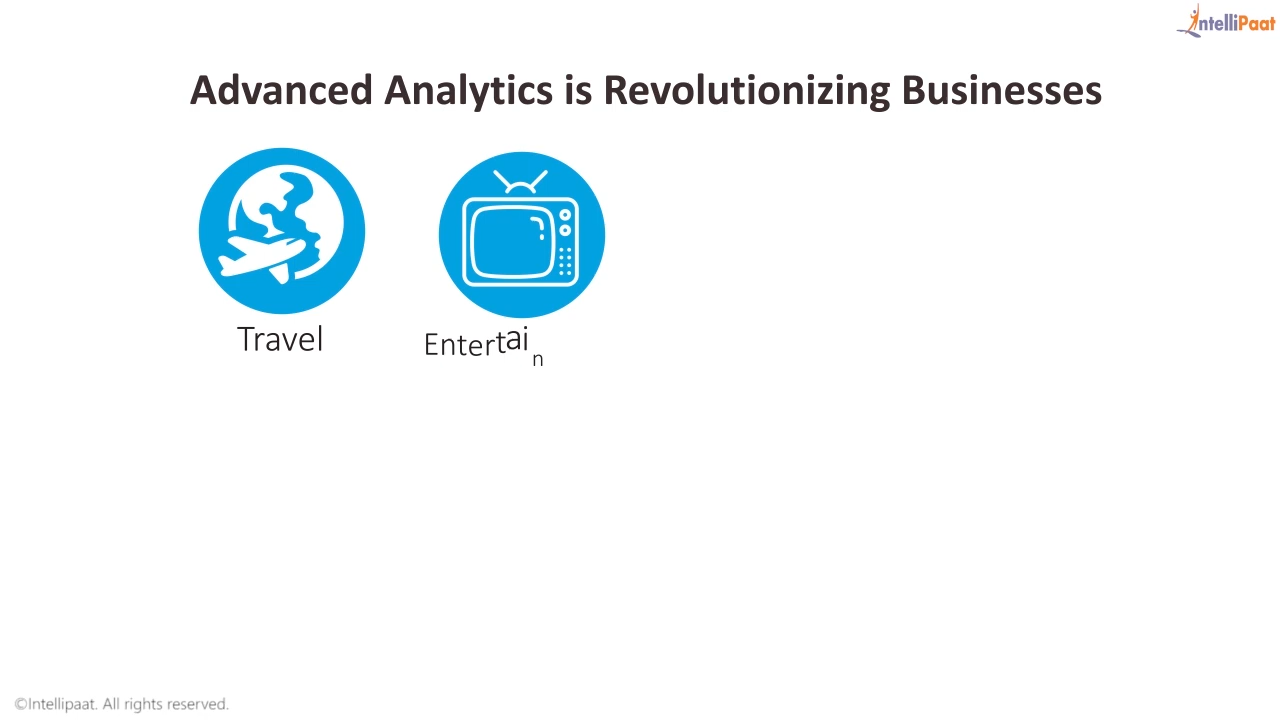 IntelliPaat
Advanced Analytics is Revolutionizing Businesses
Travel
Entertain
©Intellipaat. All rights reserved.